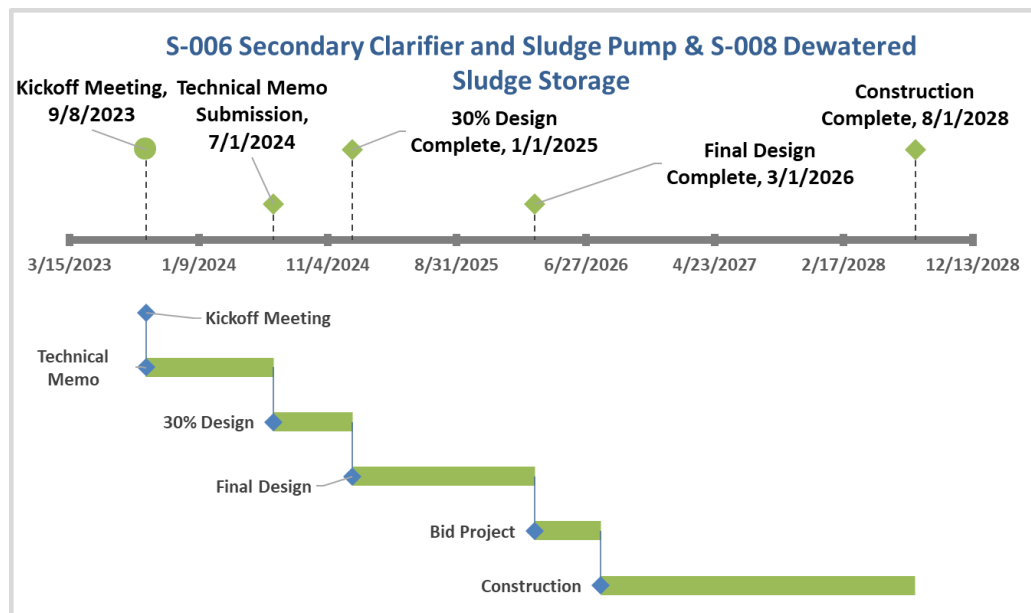 S-006 Secondary Clarifier and Sludge Pump & S-008 Dewatered
Sludge Storage
Kickoff Meeting,
9/8/2023
Technical Memo
Submission,
7/1/2024
30% Design
Complete, 1/1/2025
Final Design
Complete, 3/1/2026
Construction
Complete, 8/1/2028
3/15/2023
1/9/2024
11/4/2024
8/31/2025
6/27/2026
4/23/2027
2/17/2028
12/13/2028
Kickoff Meeting
Technical
Memo
30% Design
Final Design
Bid Project
Construction